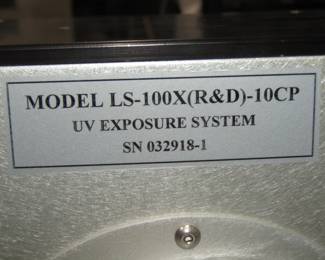 MODEL LS-100X(R&D)-10CP
UV EXPOSURE SYSTEM
SN 032918-1